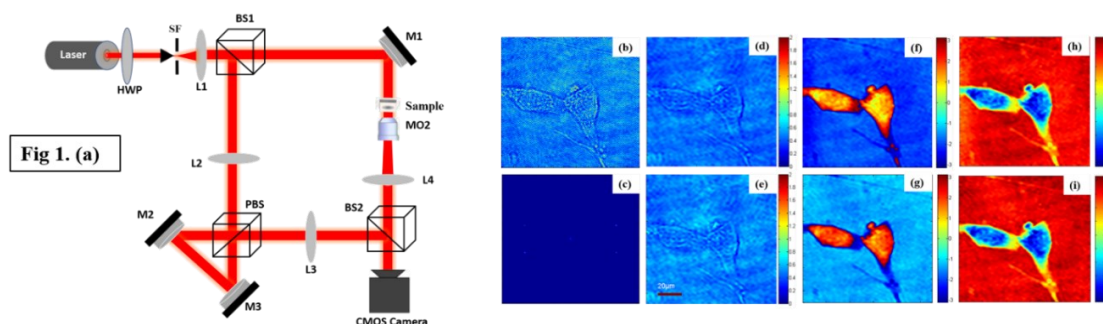 SF
BS1
M1
Laser
HWP
L1
Sample
MO2
Fig 1. (a)
L2
L4
M2
PBS
BS2
L3
M3
CMOS Camera
(b)
(d)
(f)
(h)
(c)
(e)
20µm
(g)
(i)